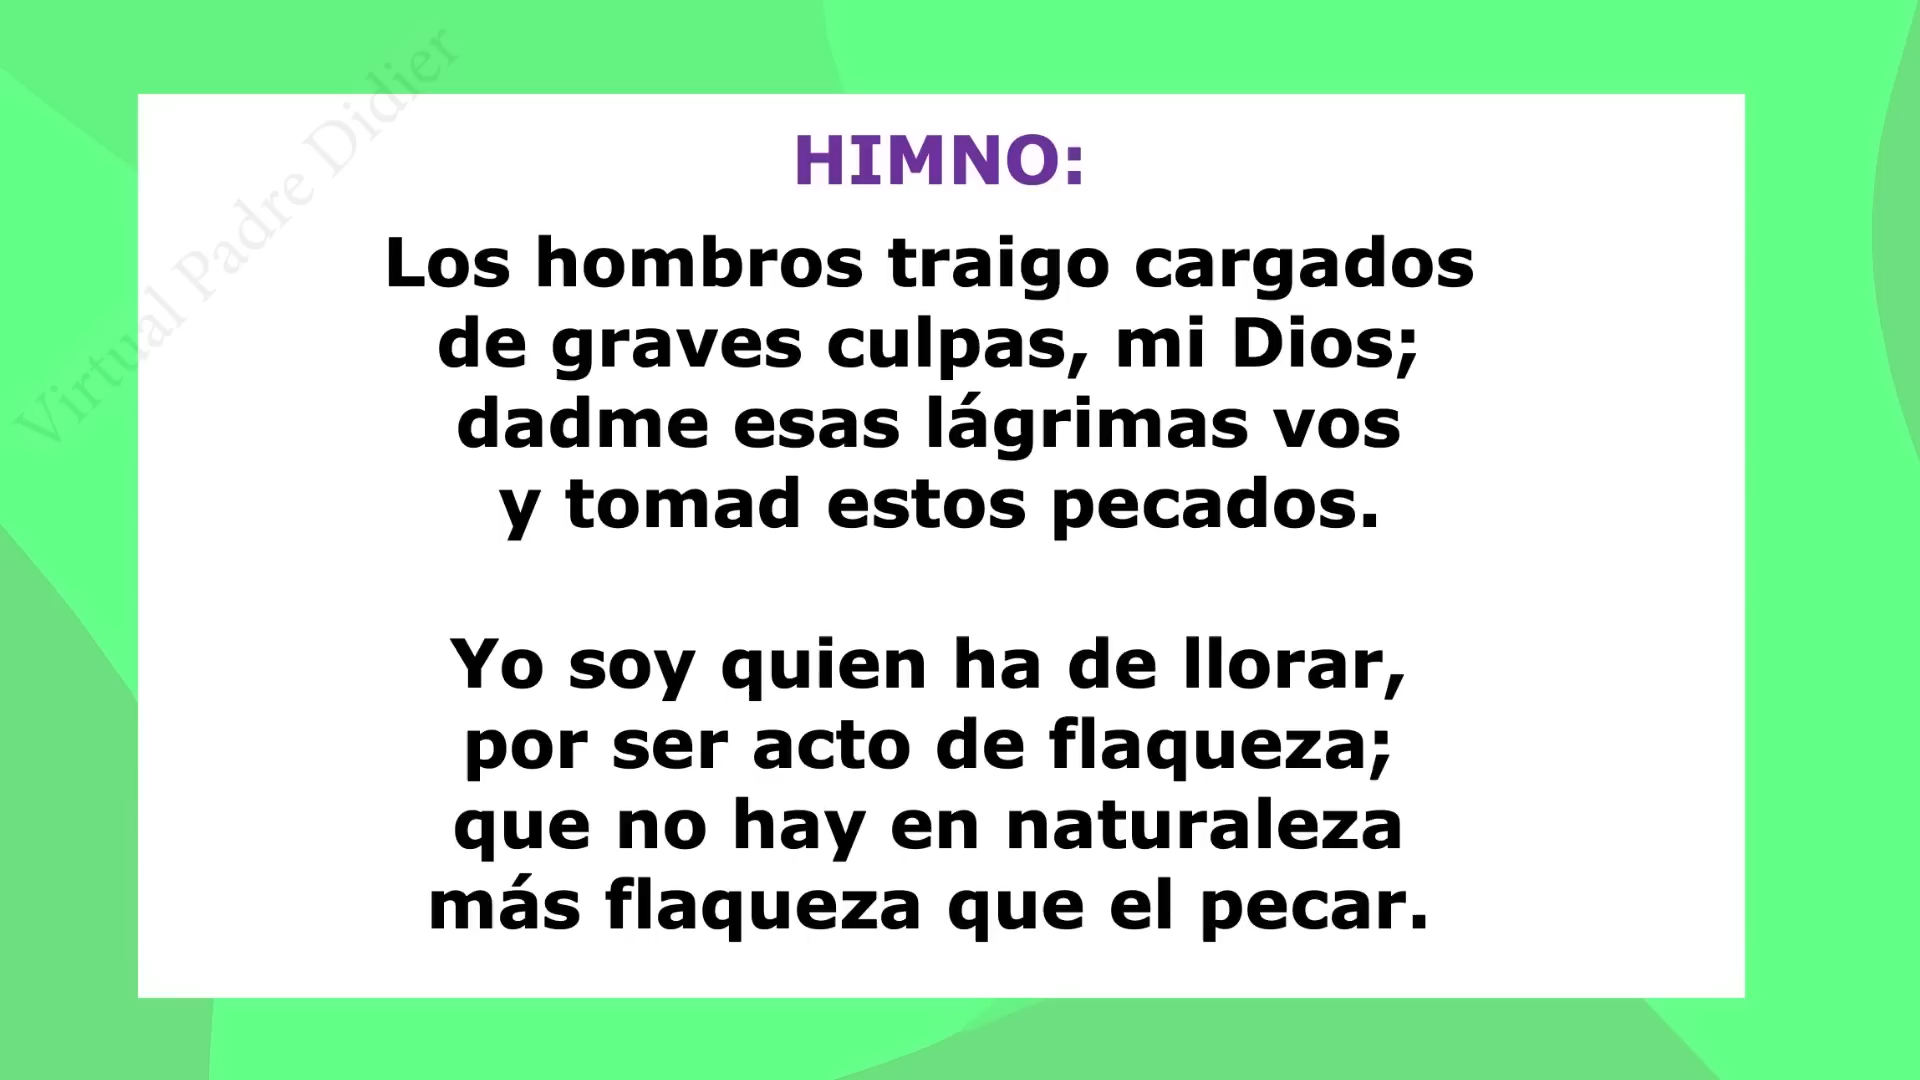 Virtual Padre Didier
HIMNO:
Los hombros traigo cargados
de graves culpas, mi Dios;
dadme esas lágrimas vos
y tomad estos pecados.
Yo soy quien ha de llorar,
por ser acto de flaqueza;
que no hay en naturaleza
más flaqueza que el pecar.